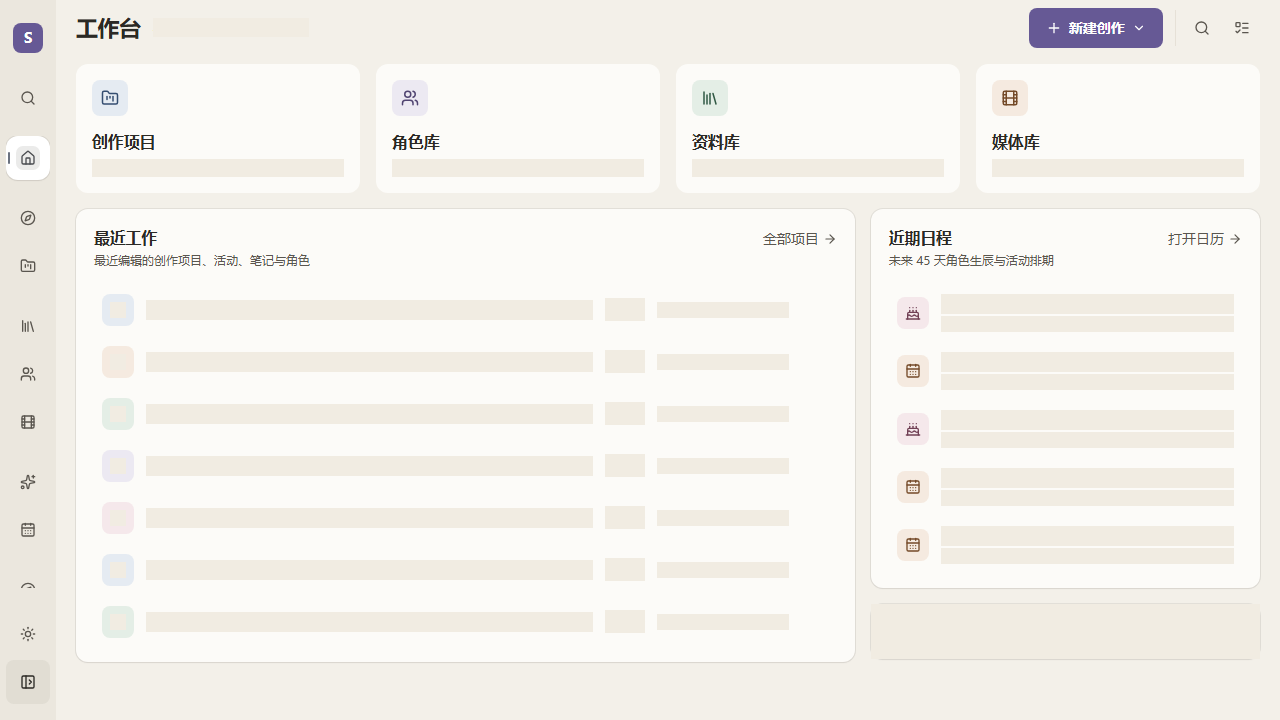 S
工作台
新建创作
创作项目
角色库
资料库
媒体库
最近工作
全部项目
最近编辑的创作项目、活动、笔记与角色
近期日程
打开日历
未来 45 天角色生辰与活动排期